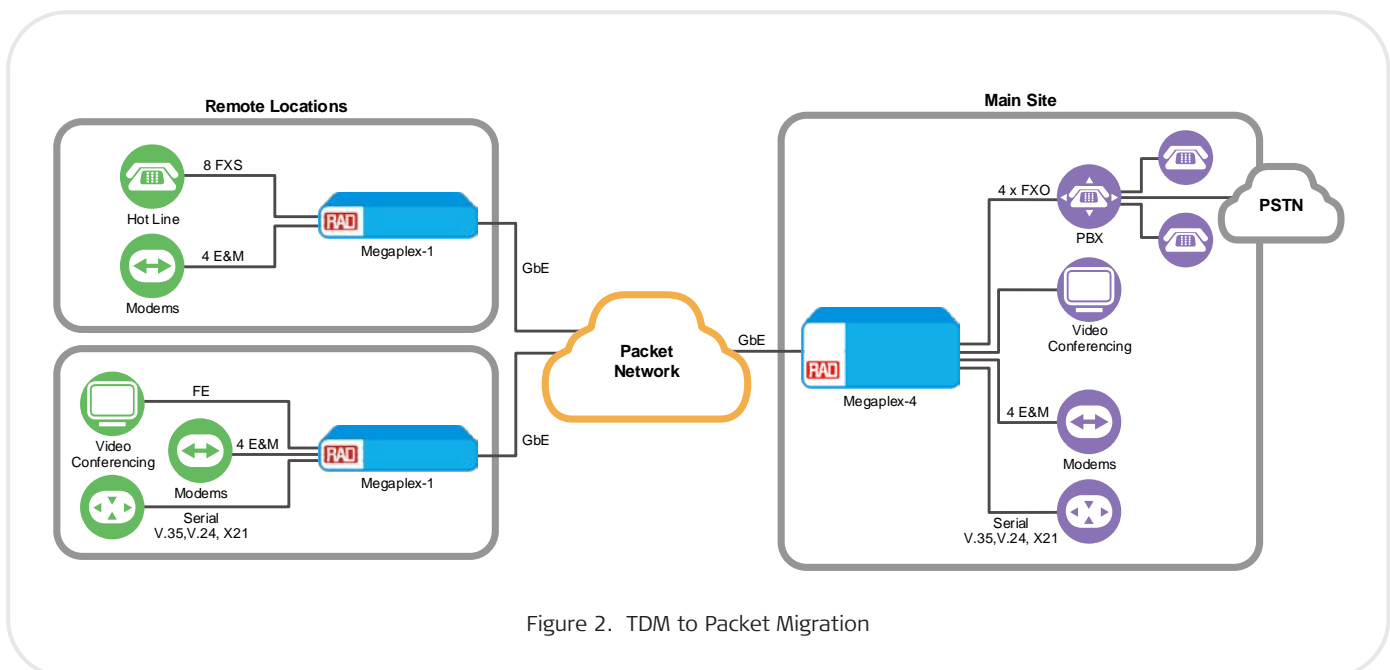 Remote Locations
8 FXS
Hot Line
RAD
Megaplex-1
4 E&M
Modems
GbE
FE
Video
Conferencing
4 E&M
Modems
RAD
Megaplex-1
Serial
V.35,V.24, X21
GbE
Packet
Network
GbE
Main Site
4 x FXO
PBX
PSTN
Video
Conferencing
RAD
Megaplex-4
4 E&M
Modems
Serial
V.35,V.24, X21
Figure 2. TDM to Packet Migration